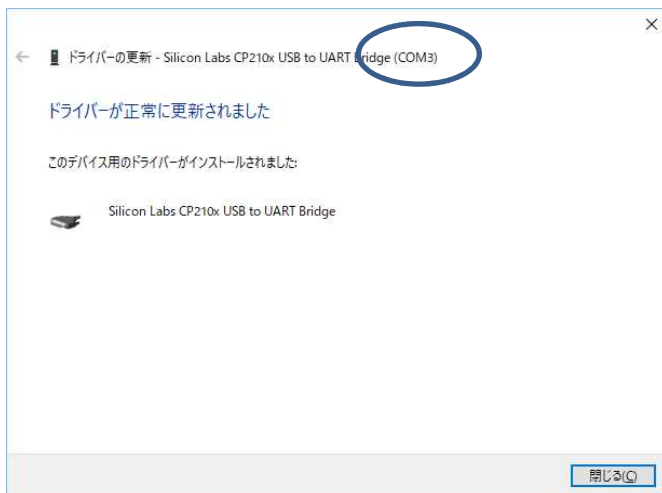 ドライバーの更新 - Silicon Labs CP210x USB to UART Bridge (COM3)
ドライバーが正常に更新されました
このデバイス用のドライバーがインストールされました:
Silicon Labs CP210x USB to UART Bridge
閉じる(C)